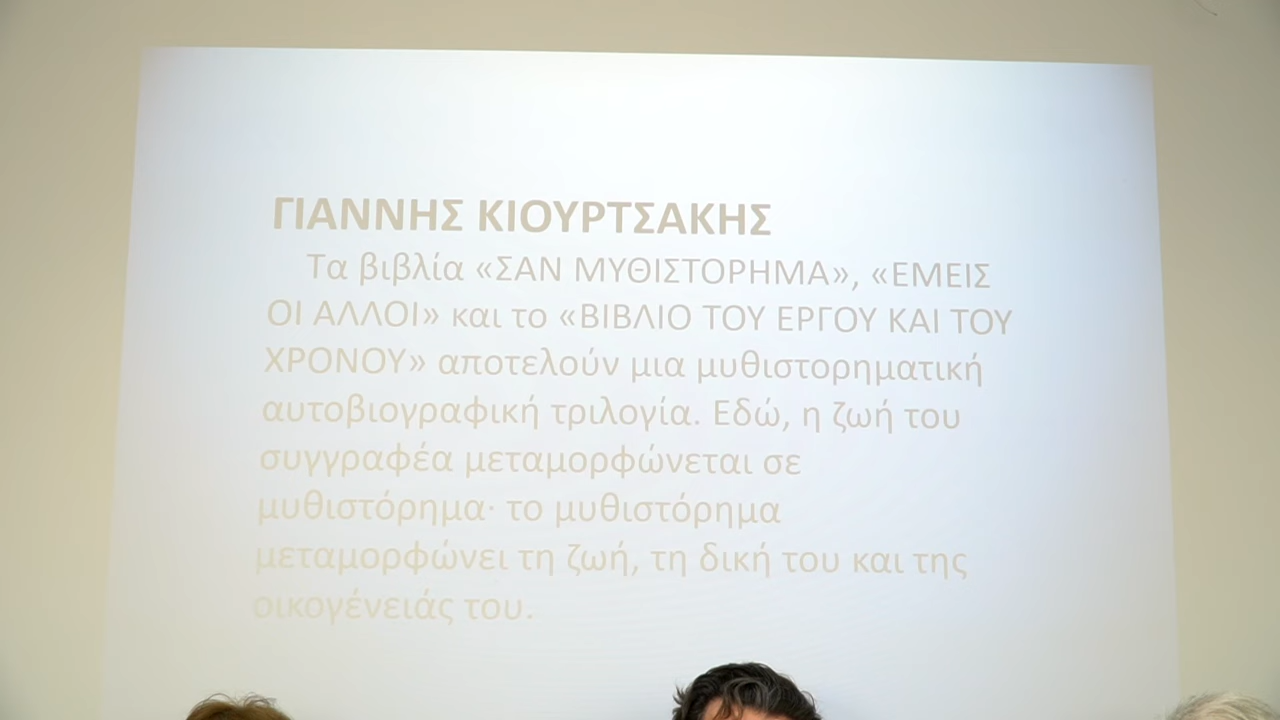 ΓΙΑΝΝΗΣ ΚΙΟΥΡΤΣΑΚΗΣ
Τα βιβλία «ΣΑΝ ΜΥΘΙΣΤΟΡΗΜΑ», «ΕΜΕΙΣ
ΟΙ ΑΛΛΟΙ» και το «ΒΙΒΛΙΟ ΤΟΥ ΕΡΓΟΥ ΚΑΙ ΤΟΥ
ΧΡΟΝΟΥ» αποτελούν μια μυθιστορηματική
αυτοβιογραφική τριλογία. Εδώ, η ζωή του
συγγραφέα μεταμορφώνεται σε
μυθιστόρημα· το μυθιστόρημα
μεταμορφώνει τη ζωή, τη δική του και της
οικογένειάς του.